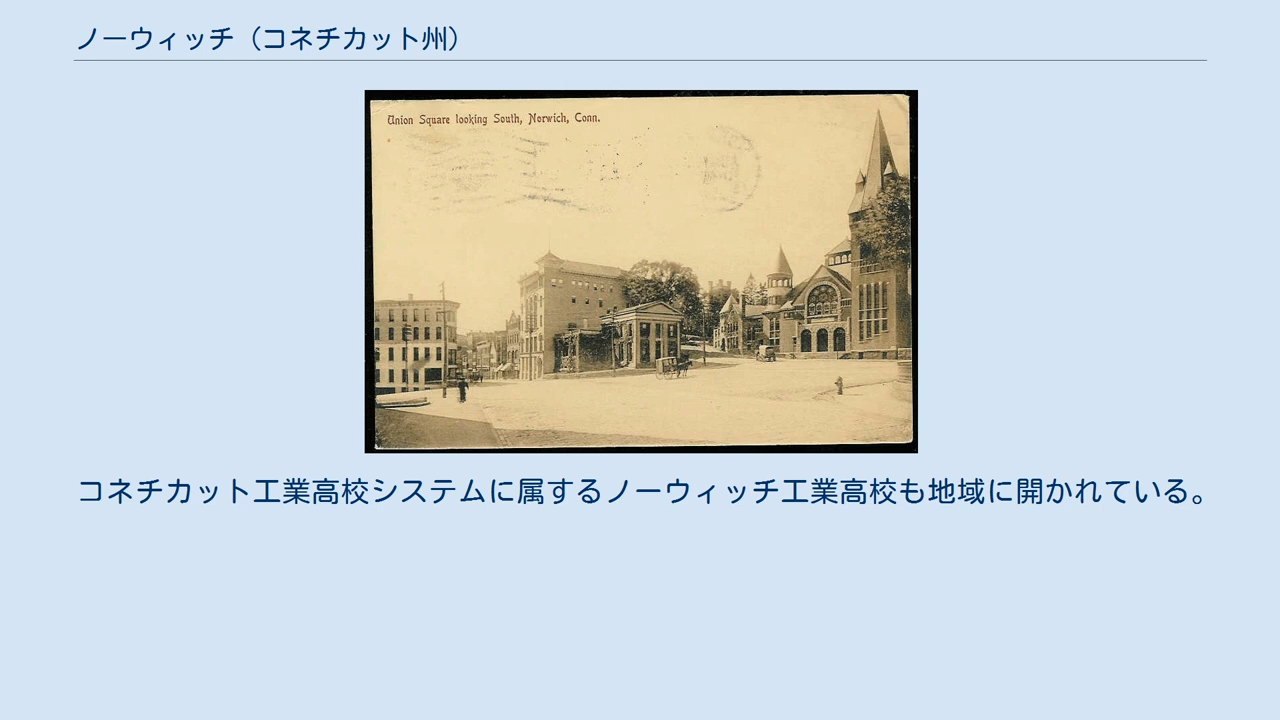 ノーウィッチ（コネチカット州）
Union Square looking South, Norwich, Conn.
コネチカット工業高校システムに属するノーウィッチ工業高校も地域に開かれている。